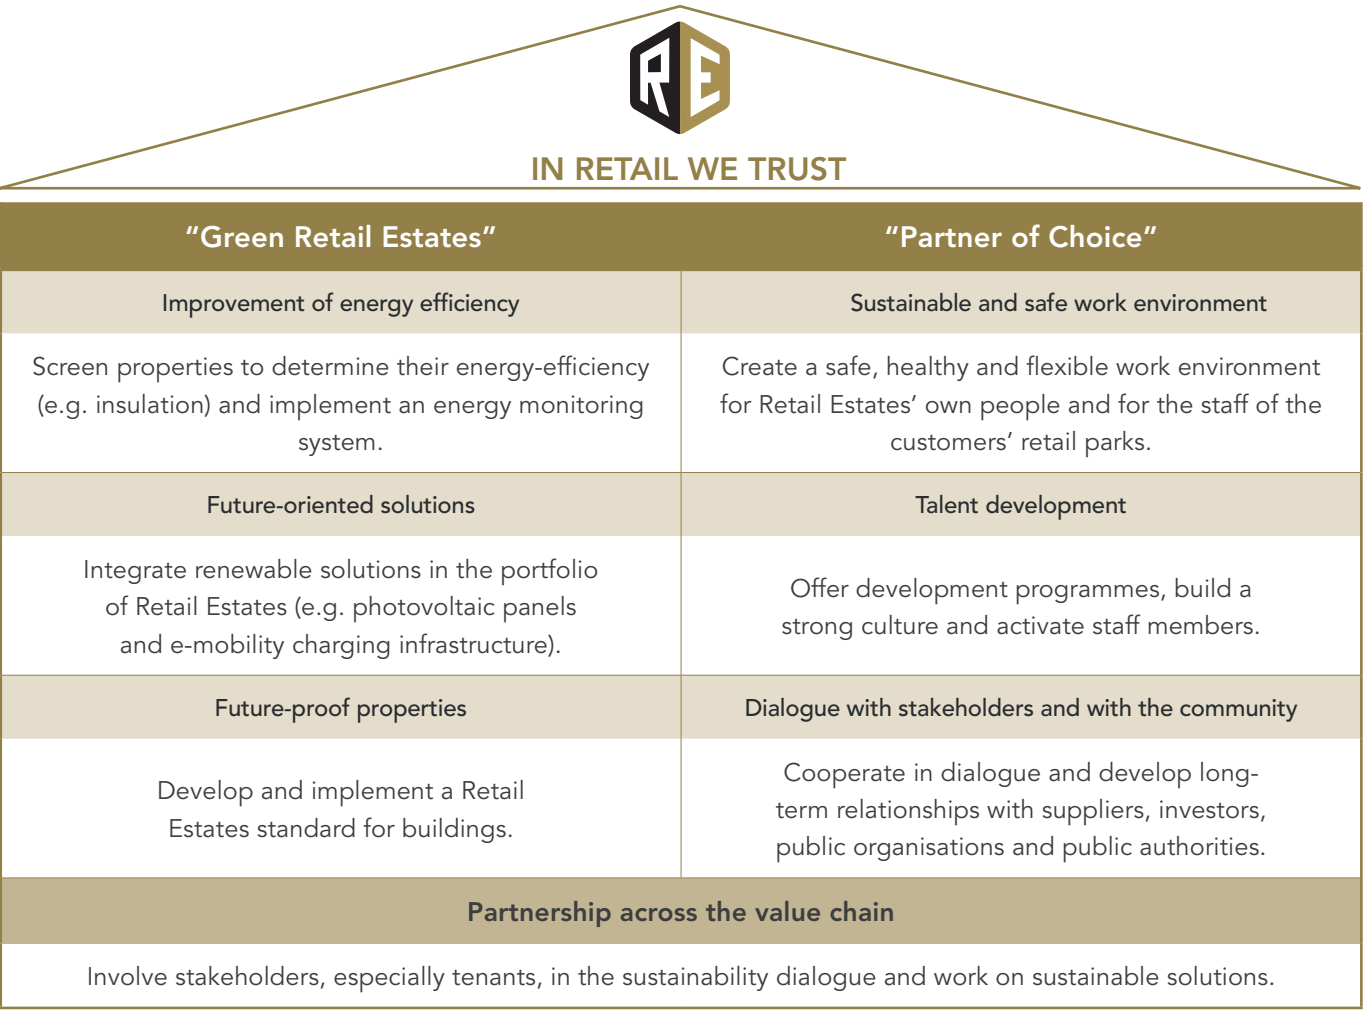 RE
IN RETAIL WE TRUST
“Green Retail Estates”
“Partner of Choice”
Improvement of energy efficiency
Sustainable and safe work environment
Screen properties to determine their energy-efficiency
(e.g. insulation) and implement an energy monitoring
system.
Create a safe, healthy and flexible work environment
for Retail Estates’ own people and for the staff of the
customers’ retail parks.
Future-oriented solutions
Talent development
Integrate renewable solutions in the portfolio
of Retail Estates (e.g. photovoltaic panels
and e-mobility charging infrastructure).
Offer development programmes, build a
strong culture and activate staff members.
Future-proof properties
Dialogue with stakeholders and with the community
Develop and implement a Retail
Estates standard for buildings.
Cooperate in dialogue and develop long-
term relationships with suppliers, investors,
public organisations and public authorities.
Partnership across the value chain
Involve stakeholders, especially tenants, in the sustainability dialogue and work on sustainable solutions.